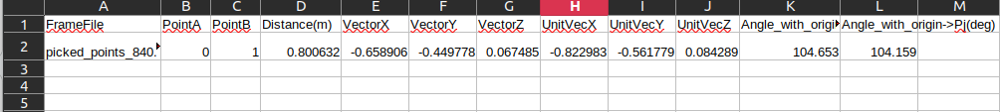 A B C D E F G H I J K L M
1 FrameFile PointA PointB Distance(m) VectorX VectorY VectorZ UnitVecX UnitVecY UnitVecZ Angle_with_origi Angle_with_origin->Pj(deg)
2 picked_points_840. 0 1 0.800632 -0.658906 -0.449778 0.067485 -0.822983 -0.561779 0.084289 104.653 104.159
3
4
5